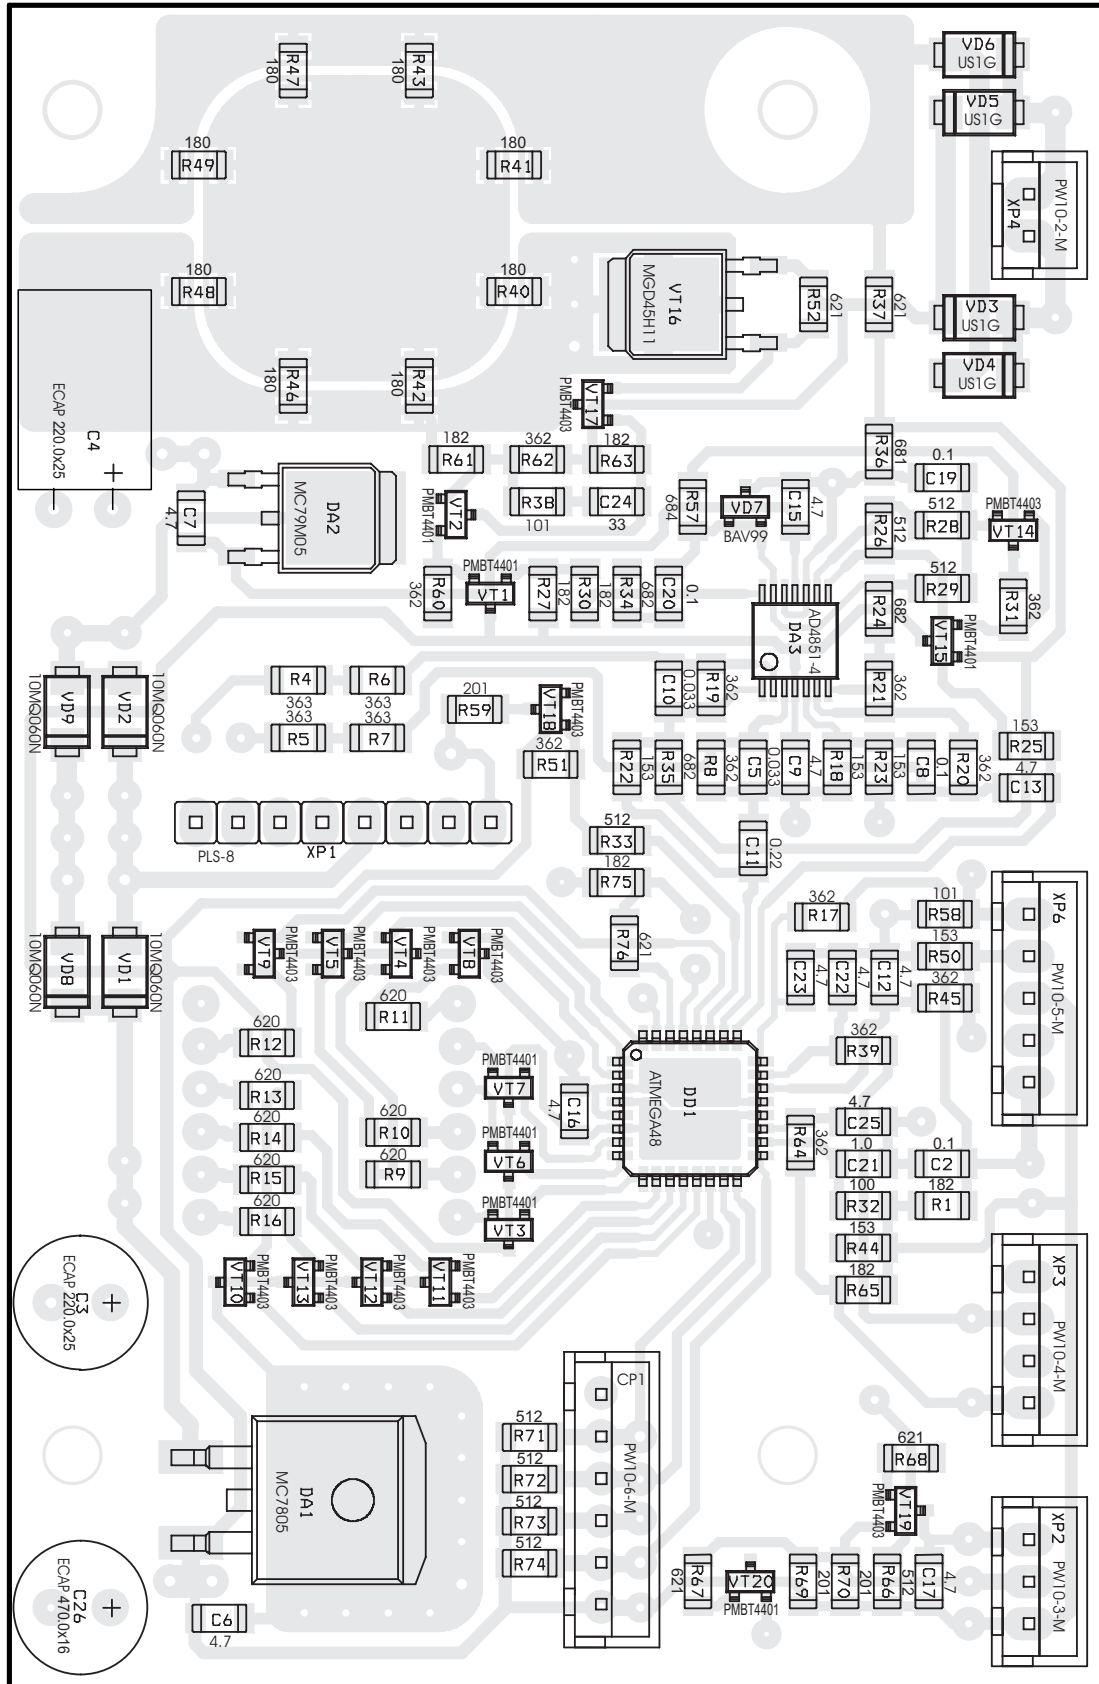 R47
180
R43
180
VD6
US1G
VD5
US1G
180
R49
180
R41
PW10-2-M
XP4
180
R48
180
R40
VT16
MGD45H11
R52
621
R37
621
VD3
US1G
VD4
US1G
R46
180
R42
180
VT17
PMBT4403
C4
ECAP 220.0x25
+
182
R61
362
R62
182
R63
R36
681
0.1
C19
C7
4.7
DA2
MC79M05
PMBT4401
VT2
R38
101
C24
33
R57
684
VD7
BAV99
C15
4.7
R26
512
512
R28
PMBT4403
VT14
R60
362
PMBT4401
VT1
R27
182
R30
182
R34
682
C20
0.1
DA3
AD4851-4
R24
682
512
R29
R31
362
VT15
PMBT4401
10MQ060N
VD9
VD2
10MQ060N
R4
363
R6
363
363
R5
363
R7
201
R59
VT18
PMBT4403
362
R51
C10
0.033
R19
362
R21
362
R22
153
R35
682
R8
362
C5
0.033
C9
4.7
R18
153
R23
153
C8
0.1
R20
362
153
R25
4.7
C13
PLS-8
XP1
512
R33
182
R75
C11
0.22
R76
621
362
R17
101
R58
153
R50
362
R45
XP6
PW10-5-M
10MQ060N
VD8
VD1
10MQ060N
VT9
PMBT4403
VT5
PMBT4403
VT4
PMBT4403
VT8
PMBT4403
C23
4.7
C22
4.7
C12
4.7
620
R11
620
R12
362
R39
PMBT4401
VT7
DD1
ATMEGA48
620
R13
C16
4.7
620
R14
620
R10
4.7
C25
R64
362
620
R15
620
R9
PMBT4401
VT6
1.0
C21
0.1
C2
620
R16
PMBT4401
VT3
100
R32
182
R1
153
R44
182
R65
C3
ECAP 220.0x25
+
VT10
PMBT4403
VT13
PMBT4403
VT12
PMBT4403
VT11
PMBT4403
XP3
PW10-4-M
CP1
PW10-6-M
512
R71
512
R72
512
R73
512
R74
DA1
MC7805
621
R68
VT19
PMBT4403
XP2
PW10-3-M
C26
ECAP 470.0x16
+
C6
4.7
R67
621
VT20
PMBT4401
R69
201
R70
201
R66
512
C17
4.7